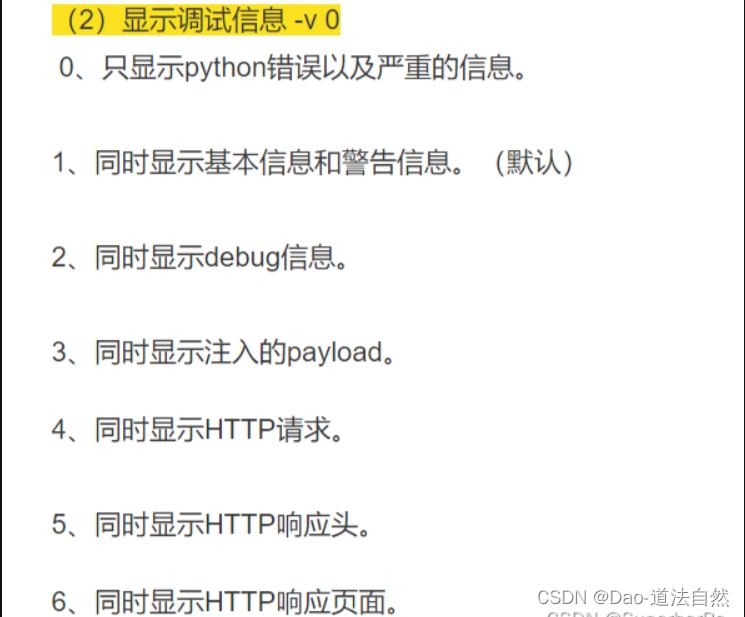 （2）显示调试信息 -v 0
0、只显示python错误以及严重的信息。
1、同时显示基本信息和警告信息。（默认）
2、同时显示debug信息。
3、同时显示注入的payload。
4、同时显示HTTP请求。
5、同时显示HTTP响应头。
6、同时显示HTTP响应页面。
CSDN @Dao-道法自然